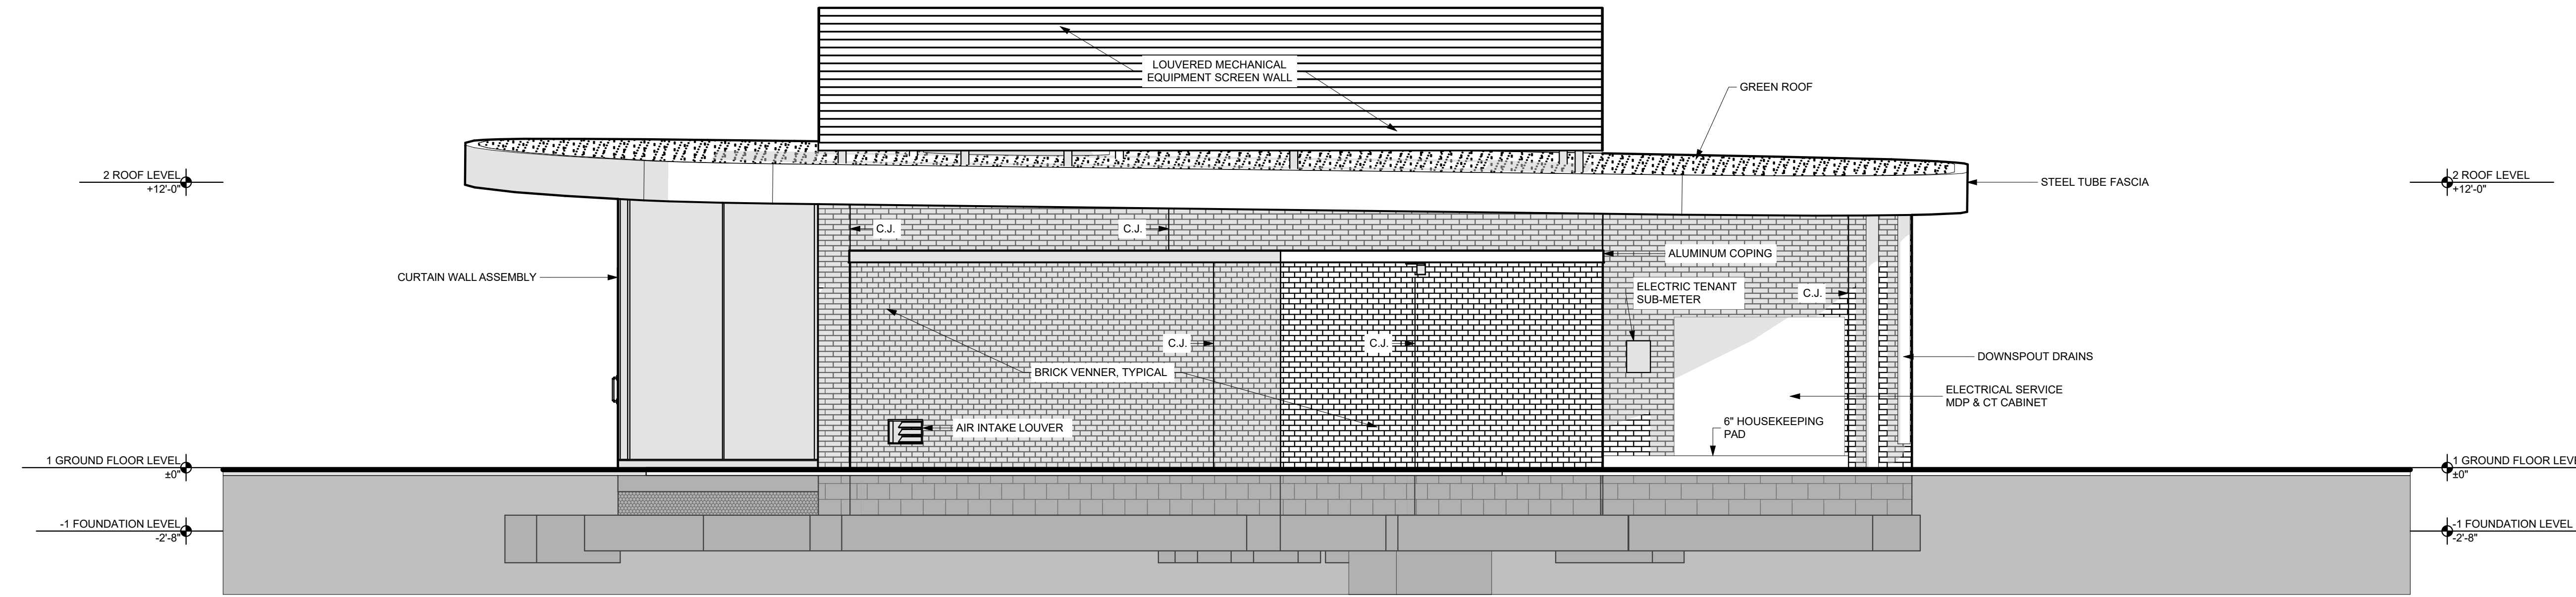 LOUVERED MECHANICAL
EQUIPMENT SCREEN WALL
GREEN ROOF
2 ROOF LEVEL
+12'-0"
2 ROOF LEVEL
+12'-0"
STEEL TUBE FASCIA
C.J.
C.J.
ALUMINUM COPING
CURTAIN WALL ASSEMBLY
ELECTRIC TENANT
SUB-METER
C.J.
C.J.
C.J.
DOWNSPOUT DRAINS
BRICK VENNER, TYPICAL
ELECTRICAL SERVICE
MDP & CT CABINET
AIR INTAKE LOUVER
6" HOUSEKEEPING
PAD
1 GROUND FLOOR LEVEL
±0"
1 GROUND FLOOR LEVE
±0"
-1 FOUNDATION LEVEL
-2'-8"
-1 FOUNDATION LEVEL
-2'-8"